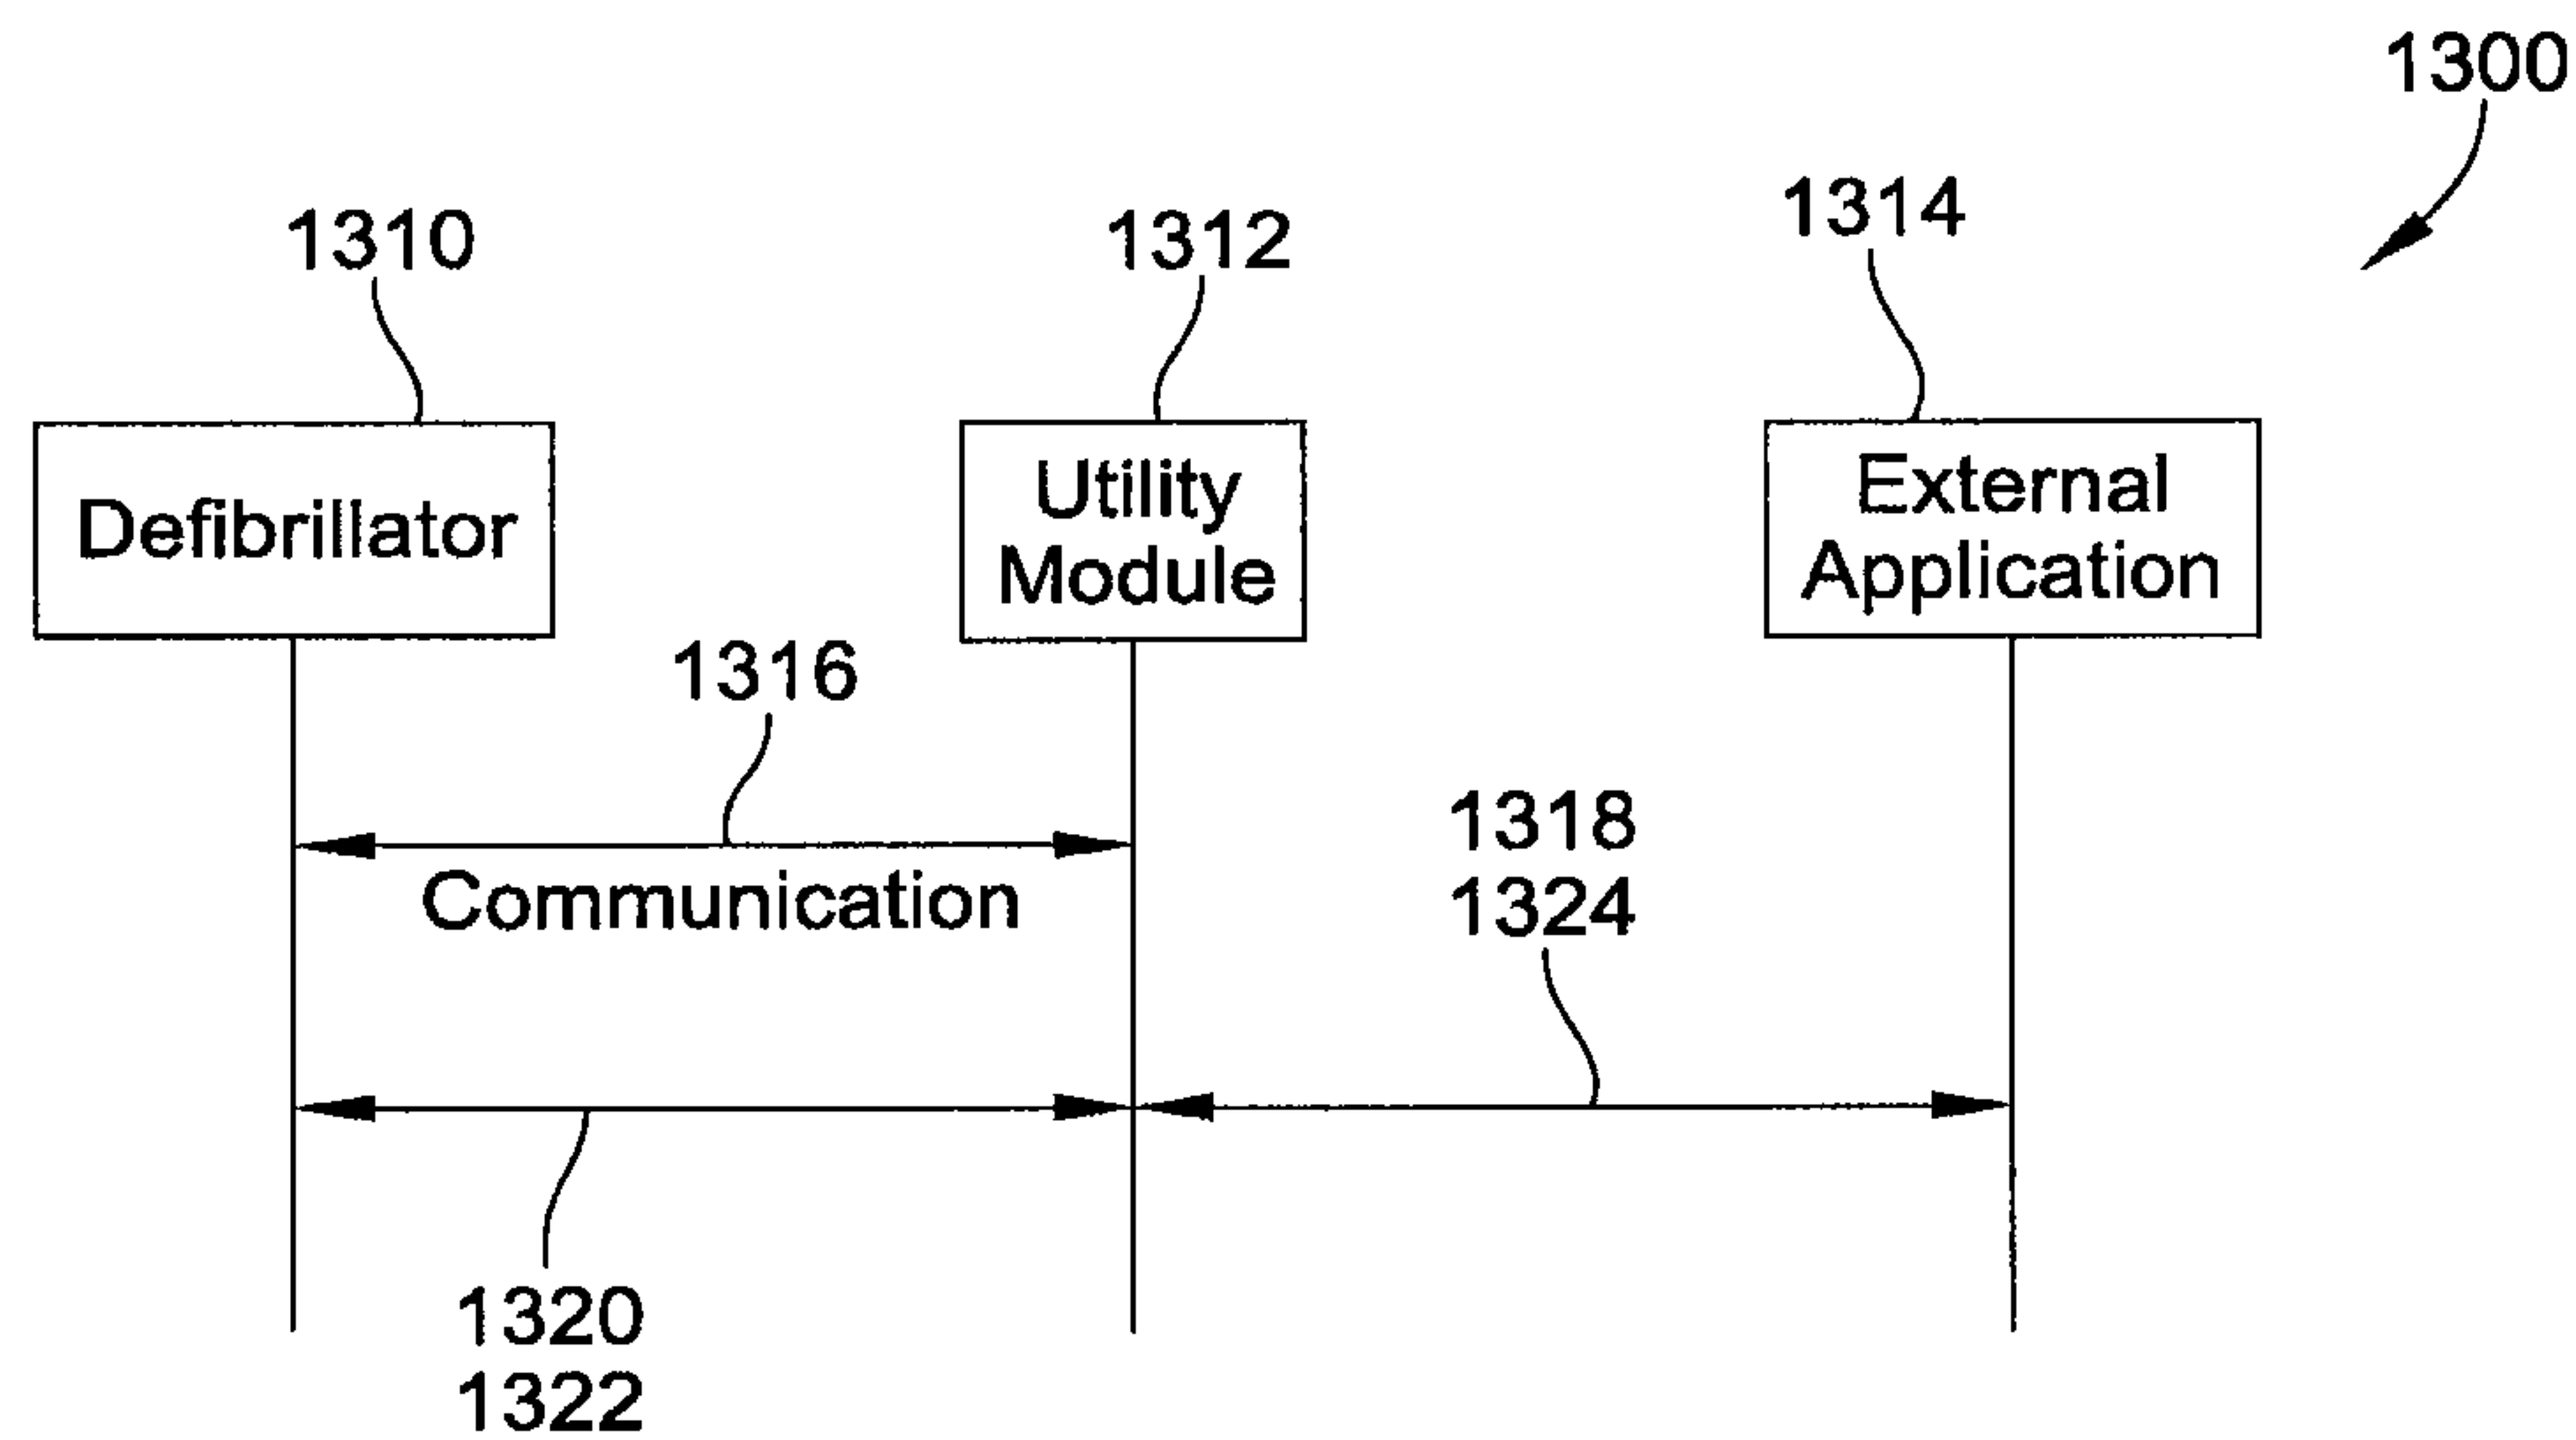 1300
1310
1312
1314
Defibrillator
Utility
Module
External
Application
1316
Communication
1318
1324
1320
1322